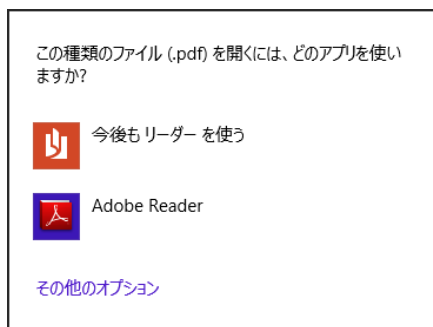 この種類のファイル (.pdf) を開くには、どのアプリを使い
ますか?
今後も リーダー を使う
Adobe Reader
その他のオプション